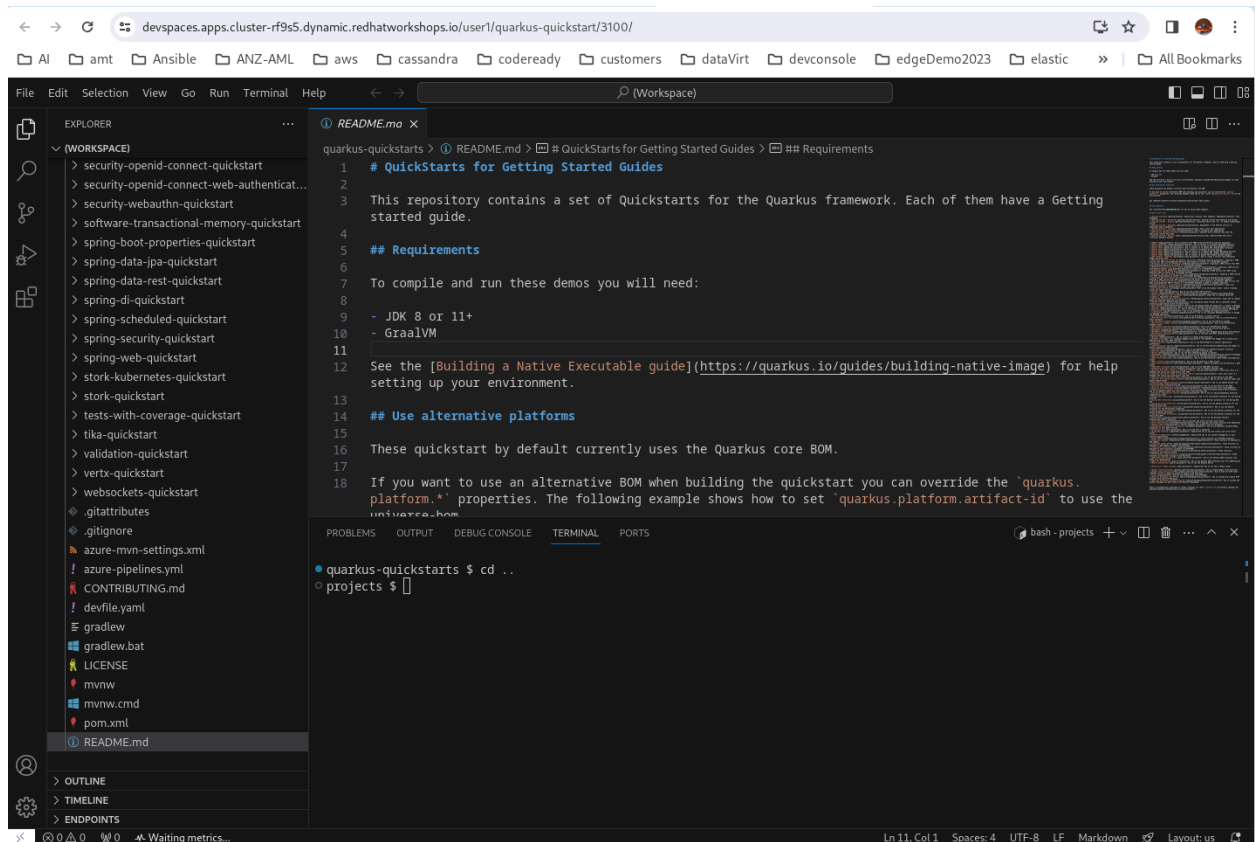 devspaces.apps.cluster-rf9s5.dynamic.redhatworkshops.io/user1/quarkus-quickstart/3100/
AI amt Ansible ANZ-AML aws cassandra codeready customers dataVirt devconsole edgeDemo2023 elastic » All Bookmarks
File Edit Selection View Go Run Terminal Help (Workspace)
EXPLORER
(WORKSPACE)
security-openid-connect-quickstart
security-openid-connect-web-authenticat...
security-webauthn-quickstart
software-transactional-memory-quickstart
spring-boot-properties-quickstart
spring-data-jpa-quickstart
spring-data-rest-quickstart
spring-di-quickstart
spring-scheduled-quickstart
spring-security-quickstart
spring-web-quickstart
stork-kubernetes-quickstart
stork-quickstart
tests-with-coverage-quickstart
tika-quickstart
validation-quickstart
vertx-quickstart
websockets-quickstart
.gitattributes
.gitignore
azure-mvn-settings.xml
! azure-pipelines.yml
CONTRIBUTING.md
! devfile.yaml
gradlew
gradlew.bat
LICENSE
mvnw
mvnw.cmd
pom.xml
README.md
OUTLINE
TIMELINE
ENDPOINTS
README.md
quarkus-quickstarts > README.md > # QuickStarts for Getting Started Guides > ## Requirements
1 # QuickStarts for Getting Started Guides
2
3 This repository contains a set of Quickstarts for the Quarkus framework. Each of them have a Getting
started guide.
4
5 ## Requirements
6
7 To compile and run these demos you will need:
8
9 - JDK 8 or 11+
10 - GraalVM
11
12 See the [Building a Native Executable guide](https://quarkus.io/guides/building-native-image) for help
setting up your environment.
13
14 ## Use alternative platforms
15
16 These quickstart by default currently uses the Quarkus core BOM.
17
18 If you want to use an alternative BOM when building the quickstart you can override the `quarkus.
platform.*` properties. The following example shows how to set `quarkus.platform.artifact-id` to use the
universe-bom
PROBLEMS OUTPUT DEBUG CONSOLE TERMINAL PORTS bash - projects
quarkus-quickstarts $ cd ..
projects $
0 0 0 Waiting metrics... Ln 11, Col 1 Spaces: 4 UTF-8 LF Markdown Layout: us